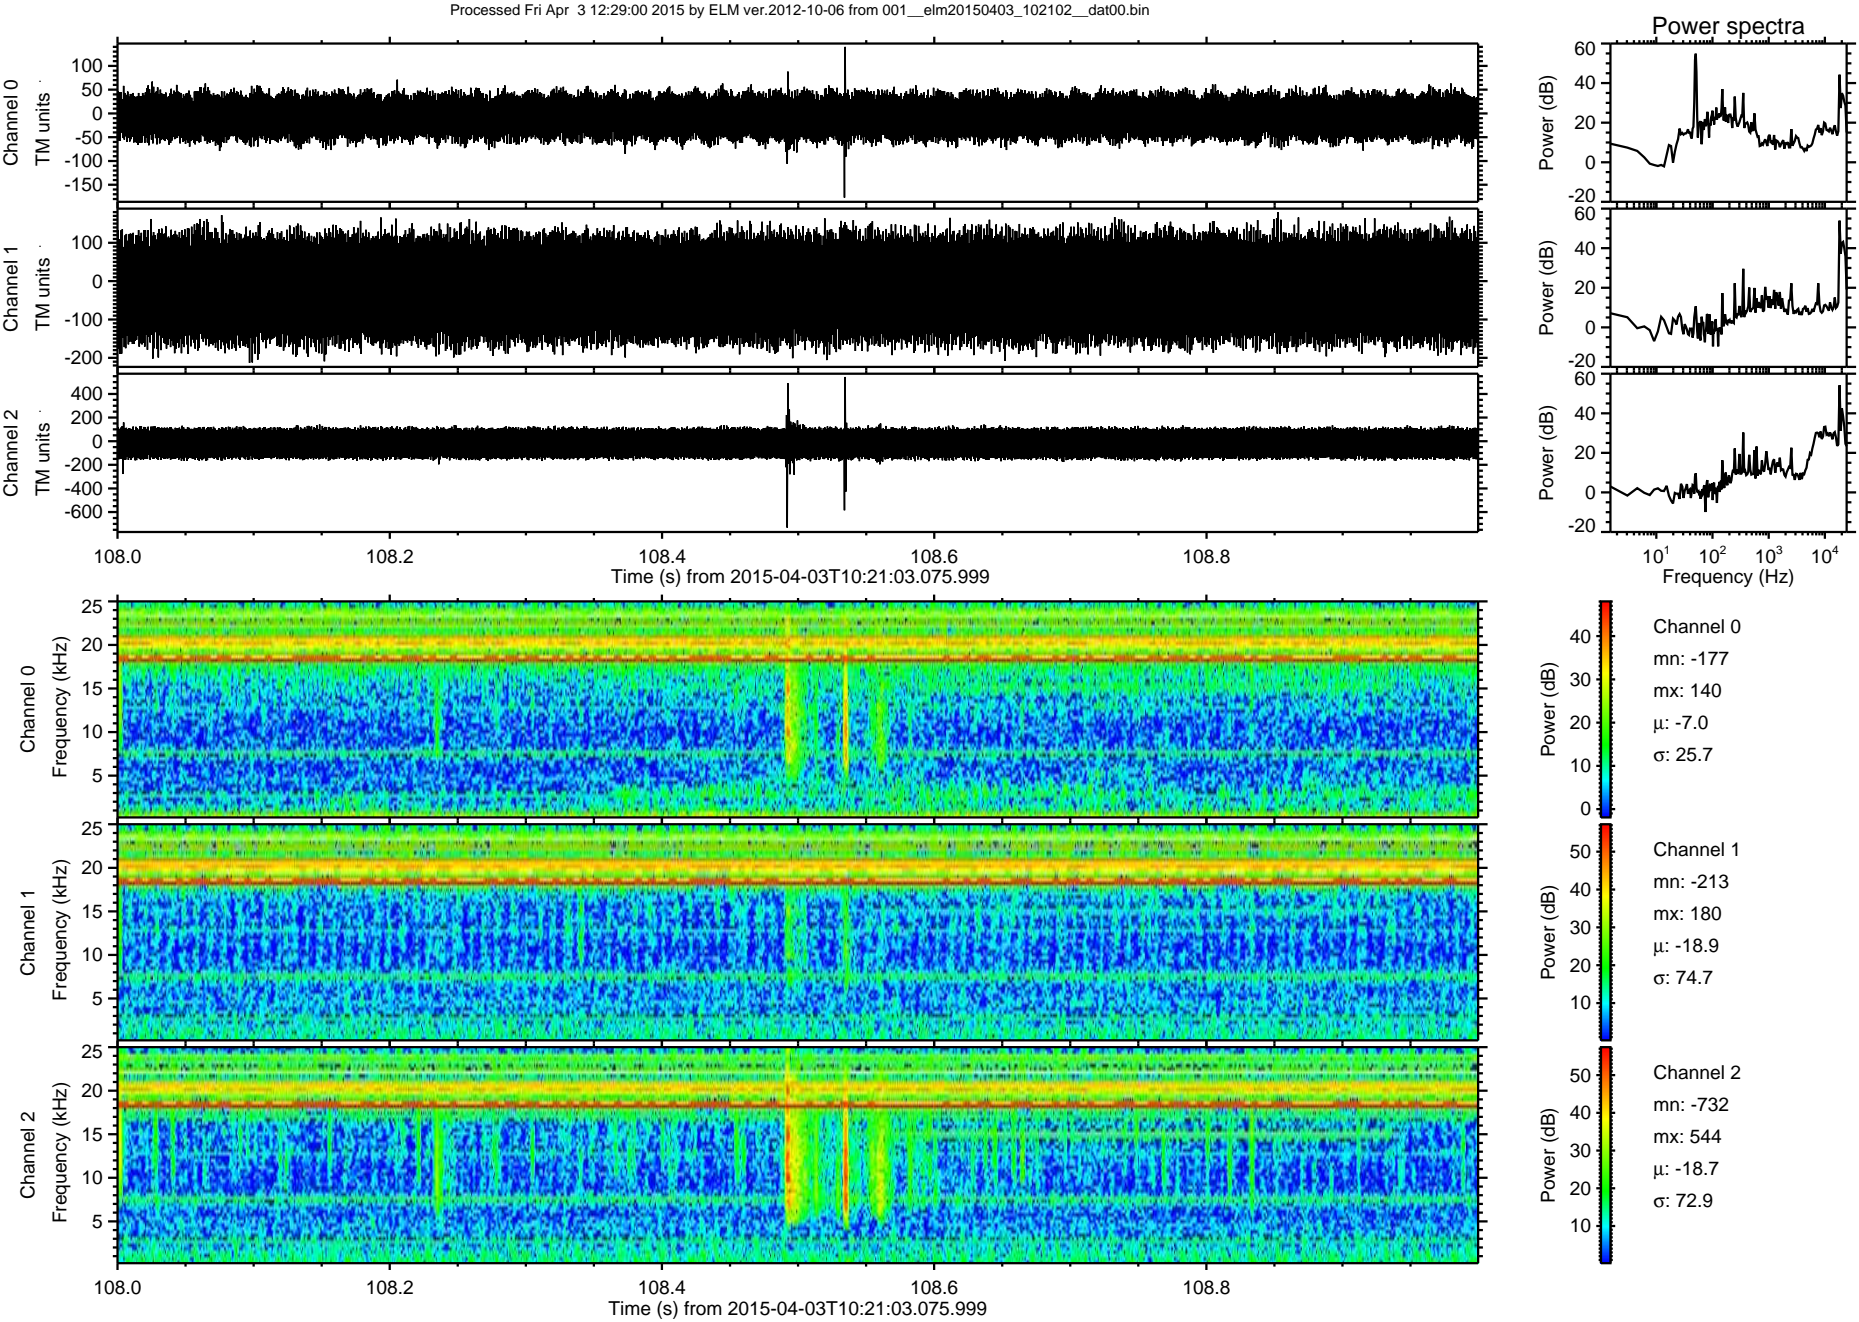 Processed Fri Apr 3 12:29:00 2015 by ELM ver.2012-10-06 from 001__elm20150403_102102__dat00.bin
Power spectra
Channel 0
TM units
100
50
0
-50
-100
-150
Power (dB)
60
40
20
0
-20
Channel 1
TM units
100
0
-100
-200
Power (dB)
60
40
20
0
-20
Channel 2
TM units
400
200
0
-200
-400
-600
Power (dB)
60
40
20
0
-20
108.0 108.2 108.4 108.6 108.8
Time (s) from 2015-04-03T10:21:03.075.999
10¹ 10² 10³ 10⁴
Frequency (Hz)
Channel 0
Frequency (kHz)
25
20
15
10
5
Power (dB)
40
30
20
10
0
Channel 0
mn: -177
mx: 140
μ: -7.0
σ: 25.7
Channel 1
Frequency (kHz)
25
20
15
10
5
Power (dB)
50
40
30
20
10
Channel 1
mn: -213
mx: 180
μ: -18.9
σ: 74.7
Channel 2
Frequency (kHz)
25
20
15
10
5
Power (dB)
50
40
30
20
10
Channel 2
mn: -732
mx: 544
μ: -18.7
σ: 72.9
108.0 108.2 108.4 108.6 108.8
Time (s) from 2015-04-03T10:21:03.075.999